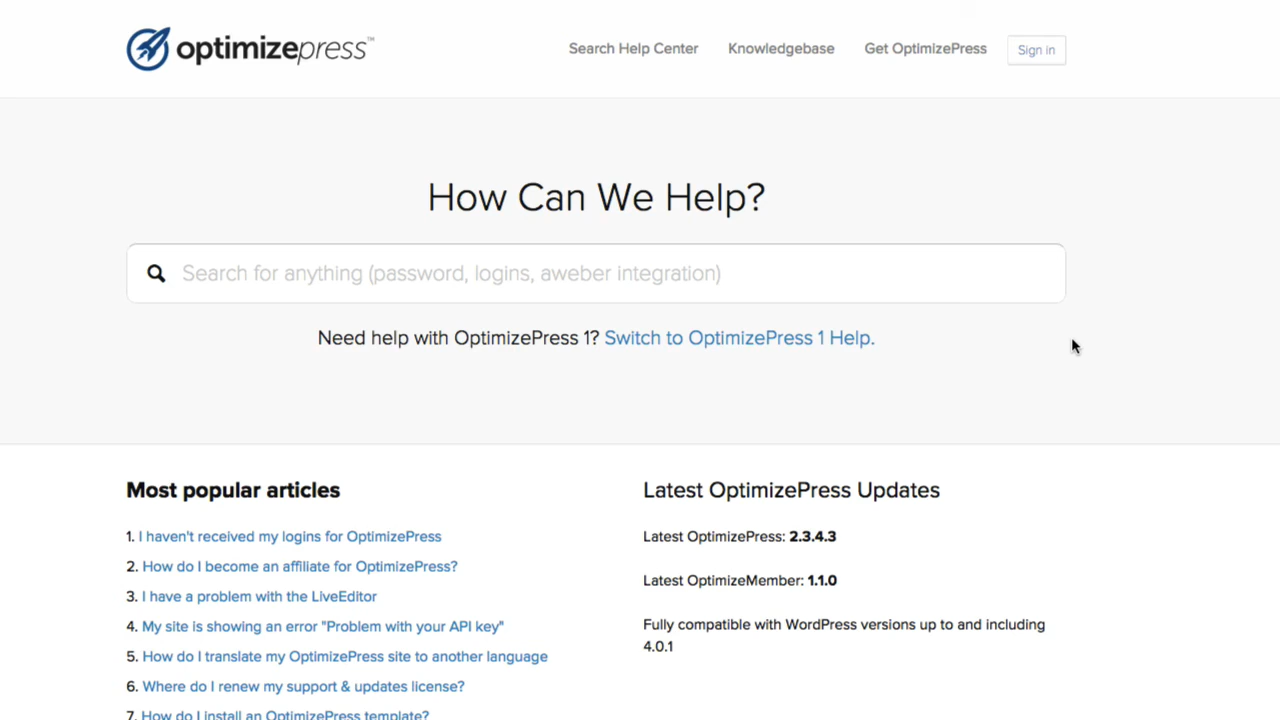 optimizepress™
Search Help Center
Knowledgebase
Get OptimizePress
Sign in
How Can We Help?
Search for anything (password, logins, aweber integration)
Need help with OptimizePress 1? Switch to OptimizePress 1 Help.
Most popular articles
1. I haven't received my logins for OptimizePress
2. How do I become an affiliate for OptimizePress?
3. I have a problem with the LiveEditor
4. My site is showing an error "Problem with your API key"
5. How do I translate my OptimizePress site to another language
6. Where do I renew my support & updates license?
7. How do I install an OptimizePress template?
Latest OptimizePress Updates
Latest OptimizePress: 2.3.4.3
Latest OptimizeMember: 1.1.0
Fully compatible with WordPress versions up to and including
4.0.1